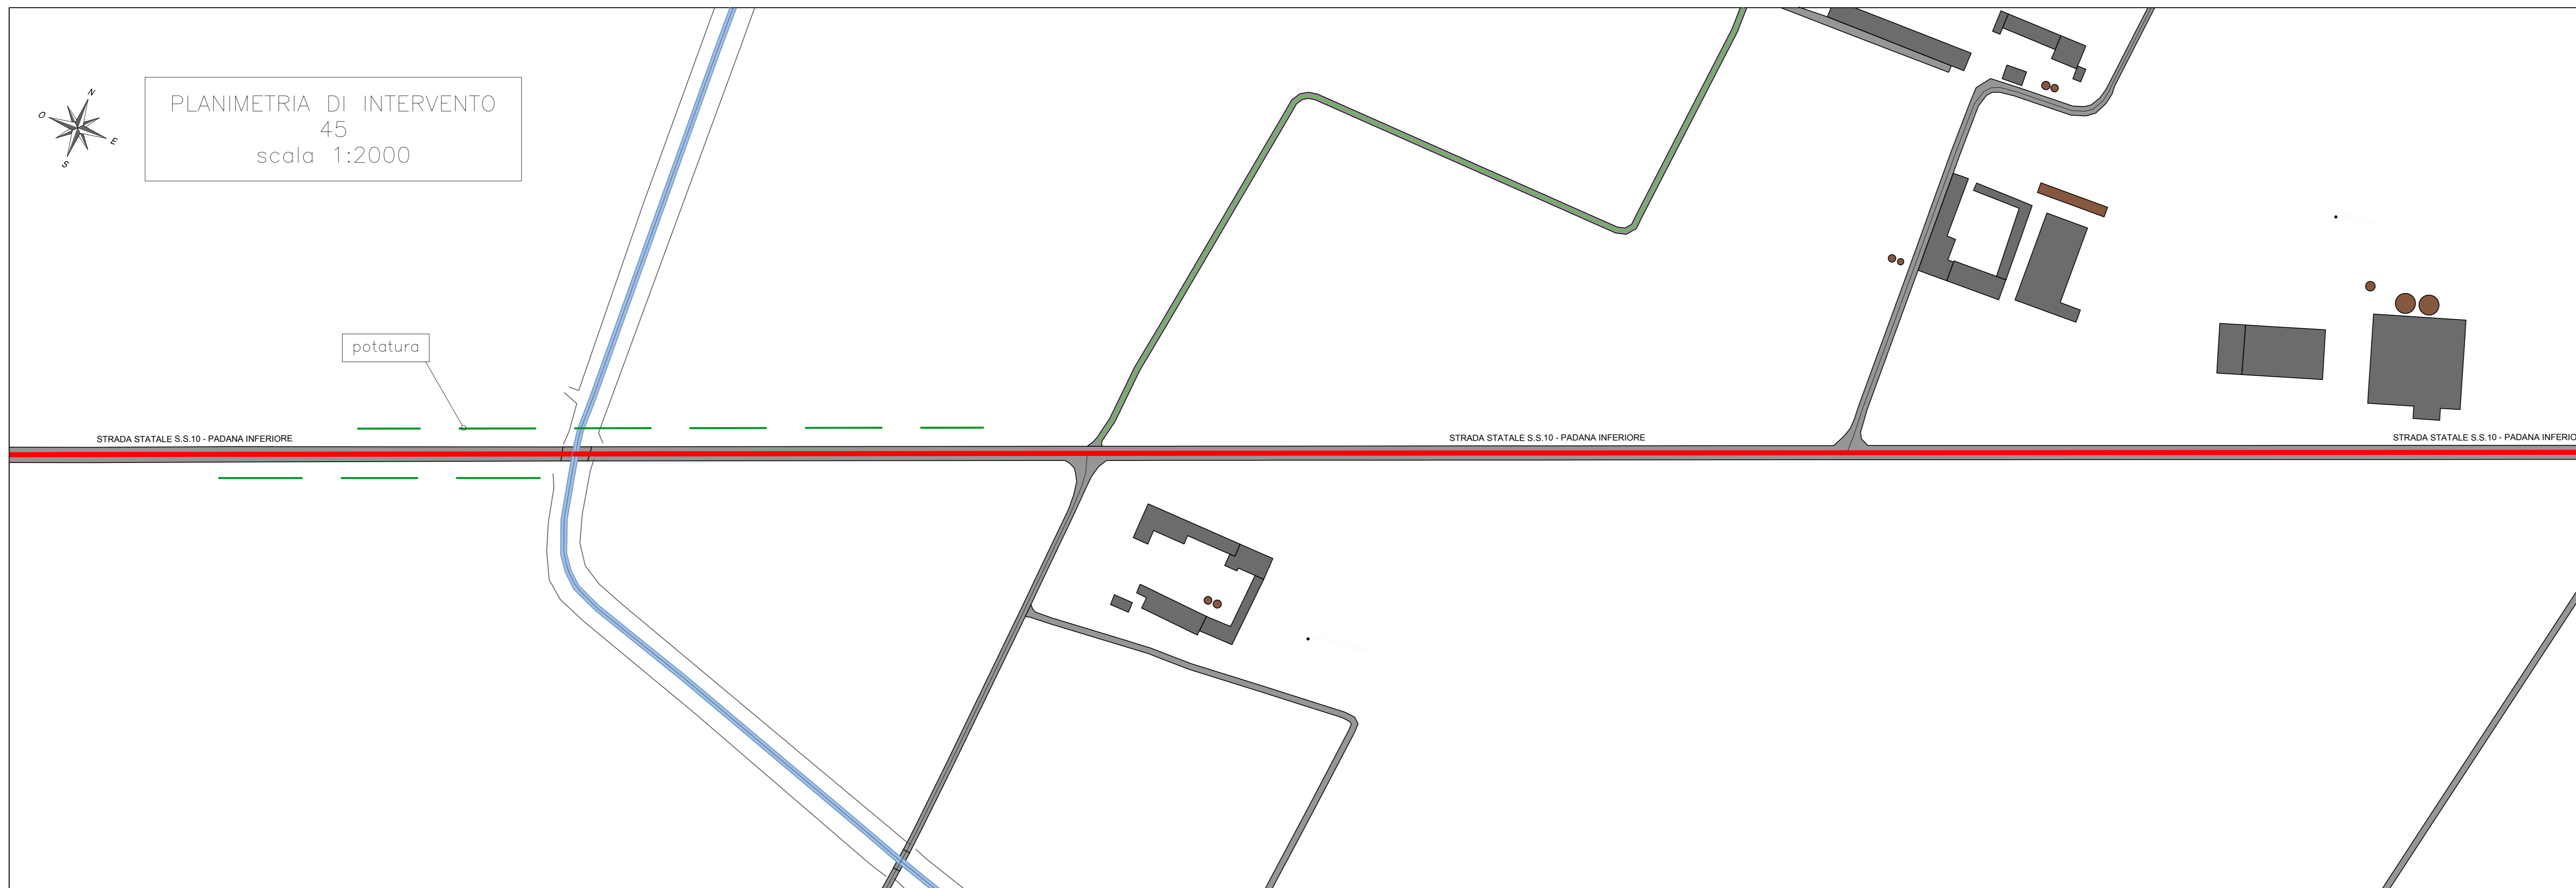 N
O
E
S
PLANIMETRIA DI INTERVENTO
45
scala 1:2000
potatura
STRADA STATALE S.S.10 - PADANA INFERIORE
STRADA STATALE S.S.10 - PADANA INFERIORE
STRADA STATALE S.S.10 - PADANA INFERIO